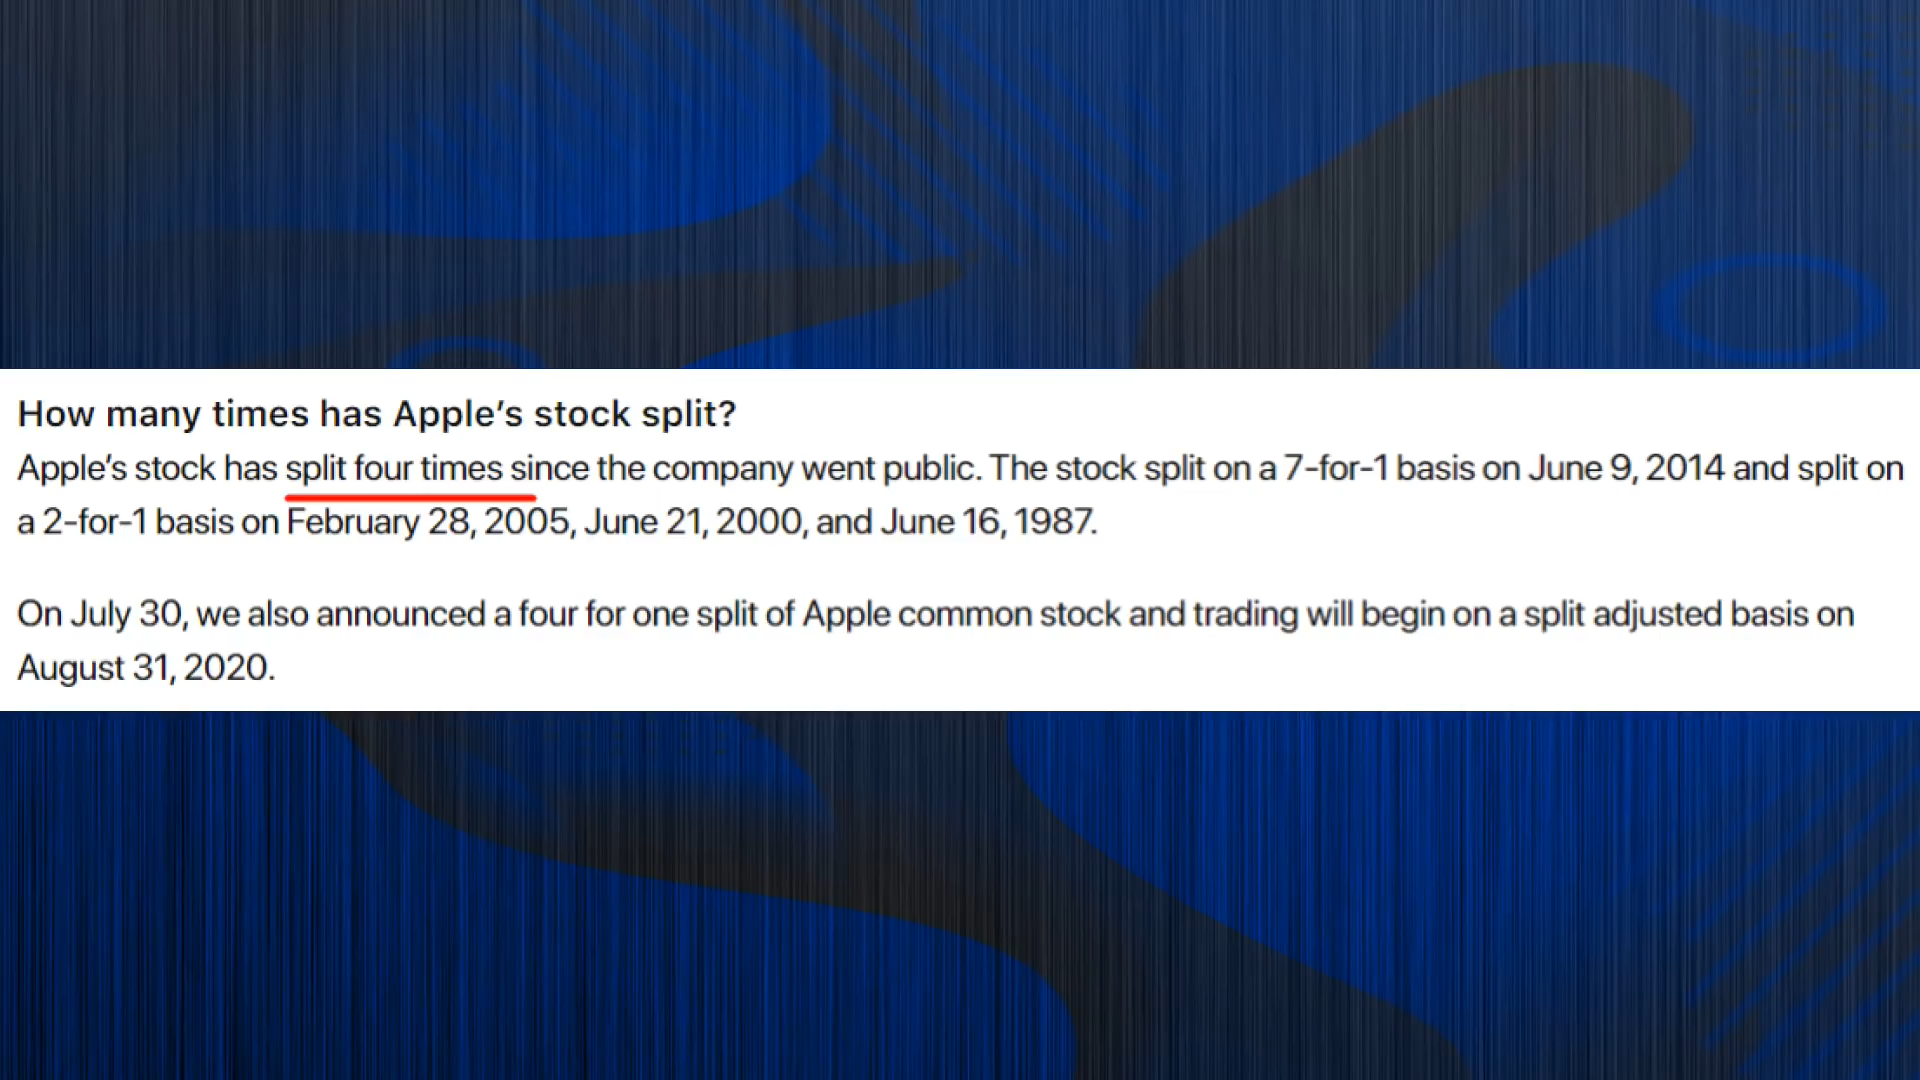 How many times has Apple’s stock split?
Apple’s stock has split four times since the company went public. The stock split on a 7-for-1 basis on June 9, 2014 and split on
a 2-for-1 basis on February 28, 2005, June 21, 2000, and June 16, 1987.
On July 30, we also announced a four for one split of Apple common stock and trading will begin on a split adjusted basis on
August 31, 2020.